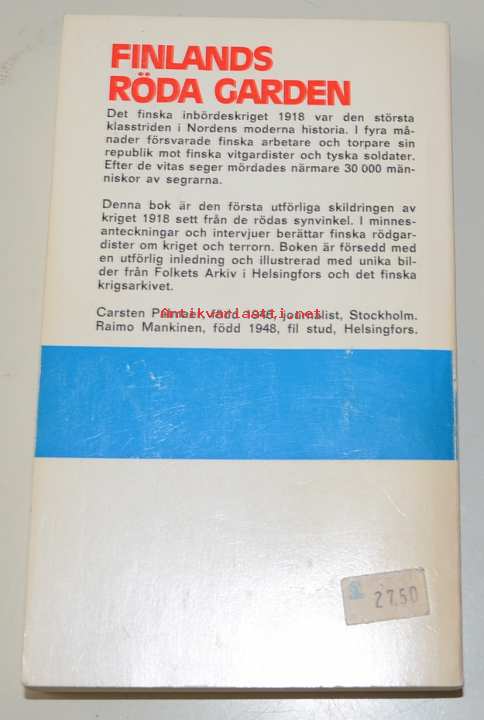 FINLANDS
RÖDA GARDEN
Det finska inbördeskriget 1918 var den största
klasstriden i Nordens moderna historia. I fyra må-
nader försvarade finska arbetare och torpare sin
republik mot finska vitgardister och tyska soldater.
Efter de vitas seger mördades närmare 30 000 män-
niskor av segrarna.
Denna bok är den första utförliga skildringen av
kriget 1918 sett från de rödas synvinkel. I minnes-
anteckningar och intervjuer berättar finska rödgar-
dister om kriget och terrorn. Boken är försedd med
en utförlig inledning och illustrerad med unika bil-
der från Folkets Arkiv i Helsingfors och det finska
krigsarkivet.
Carsten född journalist, Stockholm.
Raimo Mankinen, född 1948, fil stud, Helsingfors.
27.50